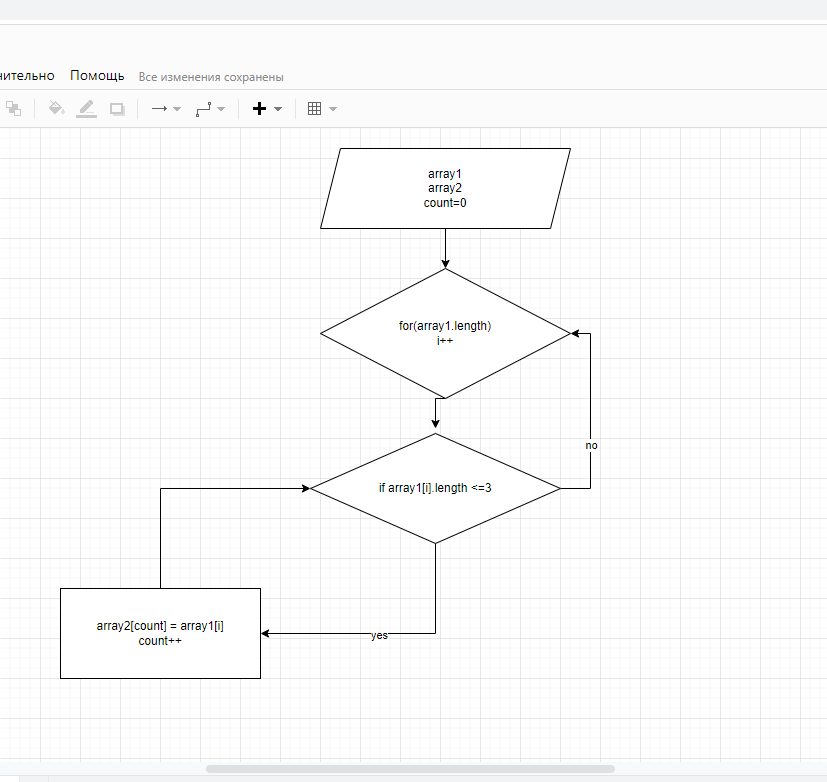 Помощь
Все изменения сохранены
array1
array2
count=0
for(array1.length)
i++
no
if array1[i].length <=3
array2[count] = array1[i]
count++
yes